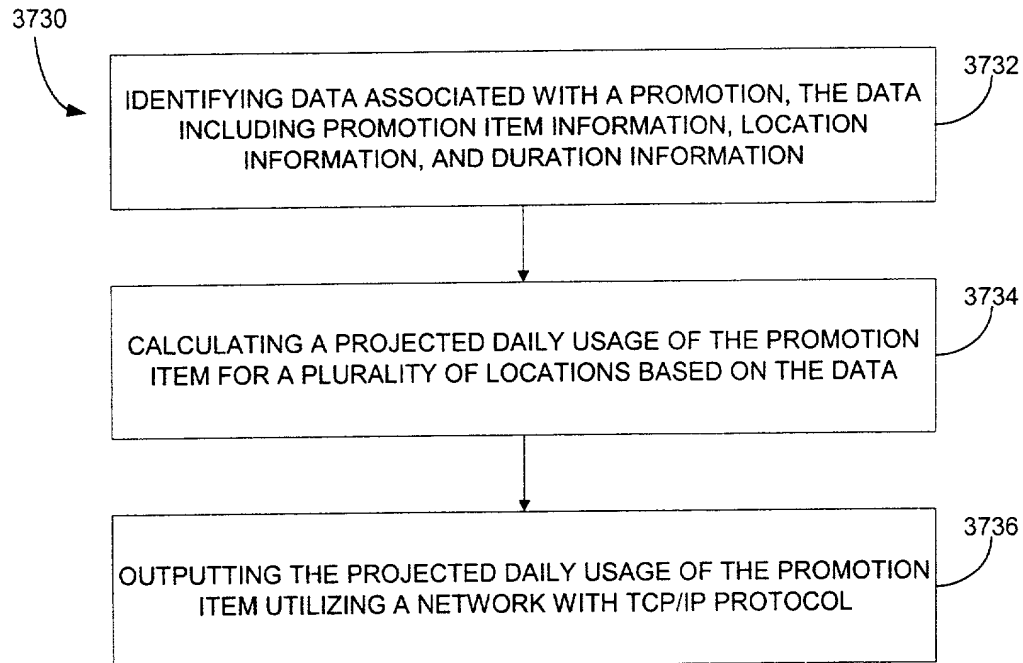 3730
3732
IDENTIFYING DATA ASSOCIATED WITH A PROMOTION, THE DATA
INCLUDING PROMOTION ITEM INFORMATION, LOCATION
INFORMATION, AND DURATION INFORMATION
3734
CALCULATING A PROJECTED DAILY USAGE OF THE PROMOTION
ITEM FOR A PLURALITY OF LOCATIONS BASED ON THE DATA
3736
OUTPUTTING THE PROJECTED DAILY USAGE OF THE PROMOTION
ITEM UTILIZING A NETWORK WITH TCP/IP PROTOCOL